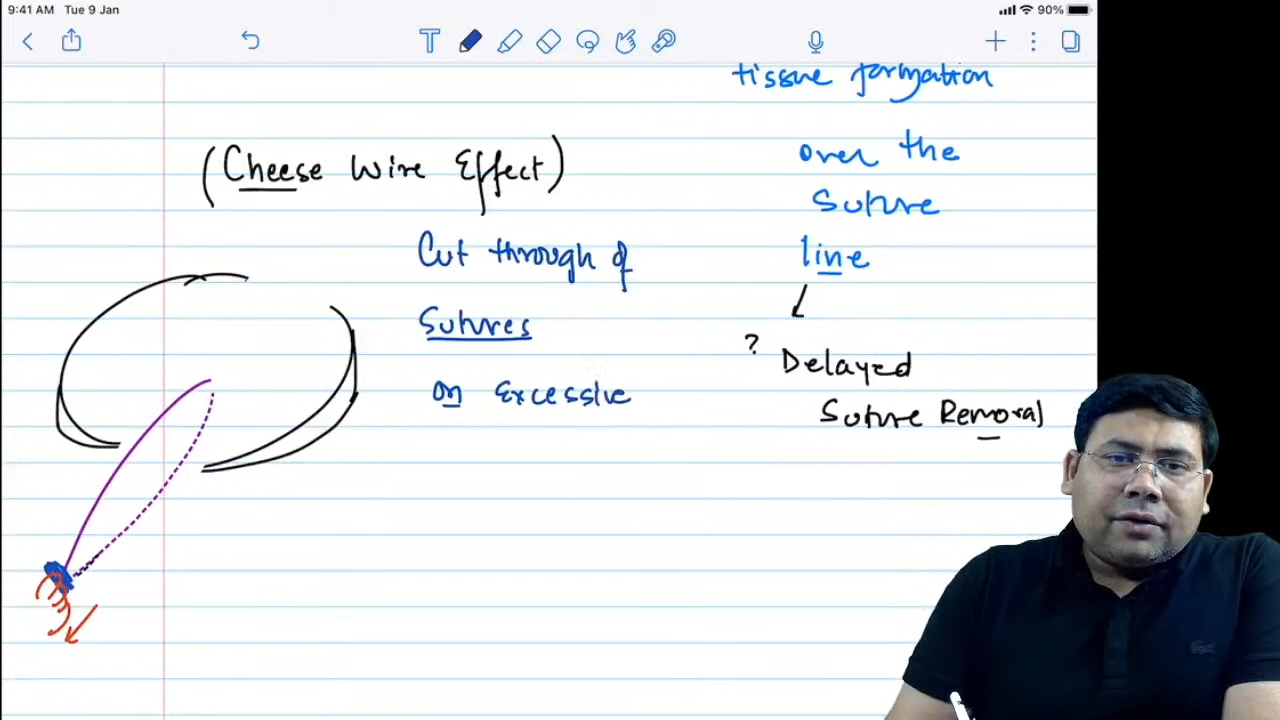 9:41 AM Tue 9 Jan
90%
T
tissue formation
over the
Suture
line
? Delayed
Suture Removal
(Cheese Wire Effect)
Cut through of
Sutures
on Excessive